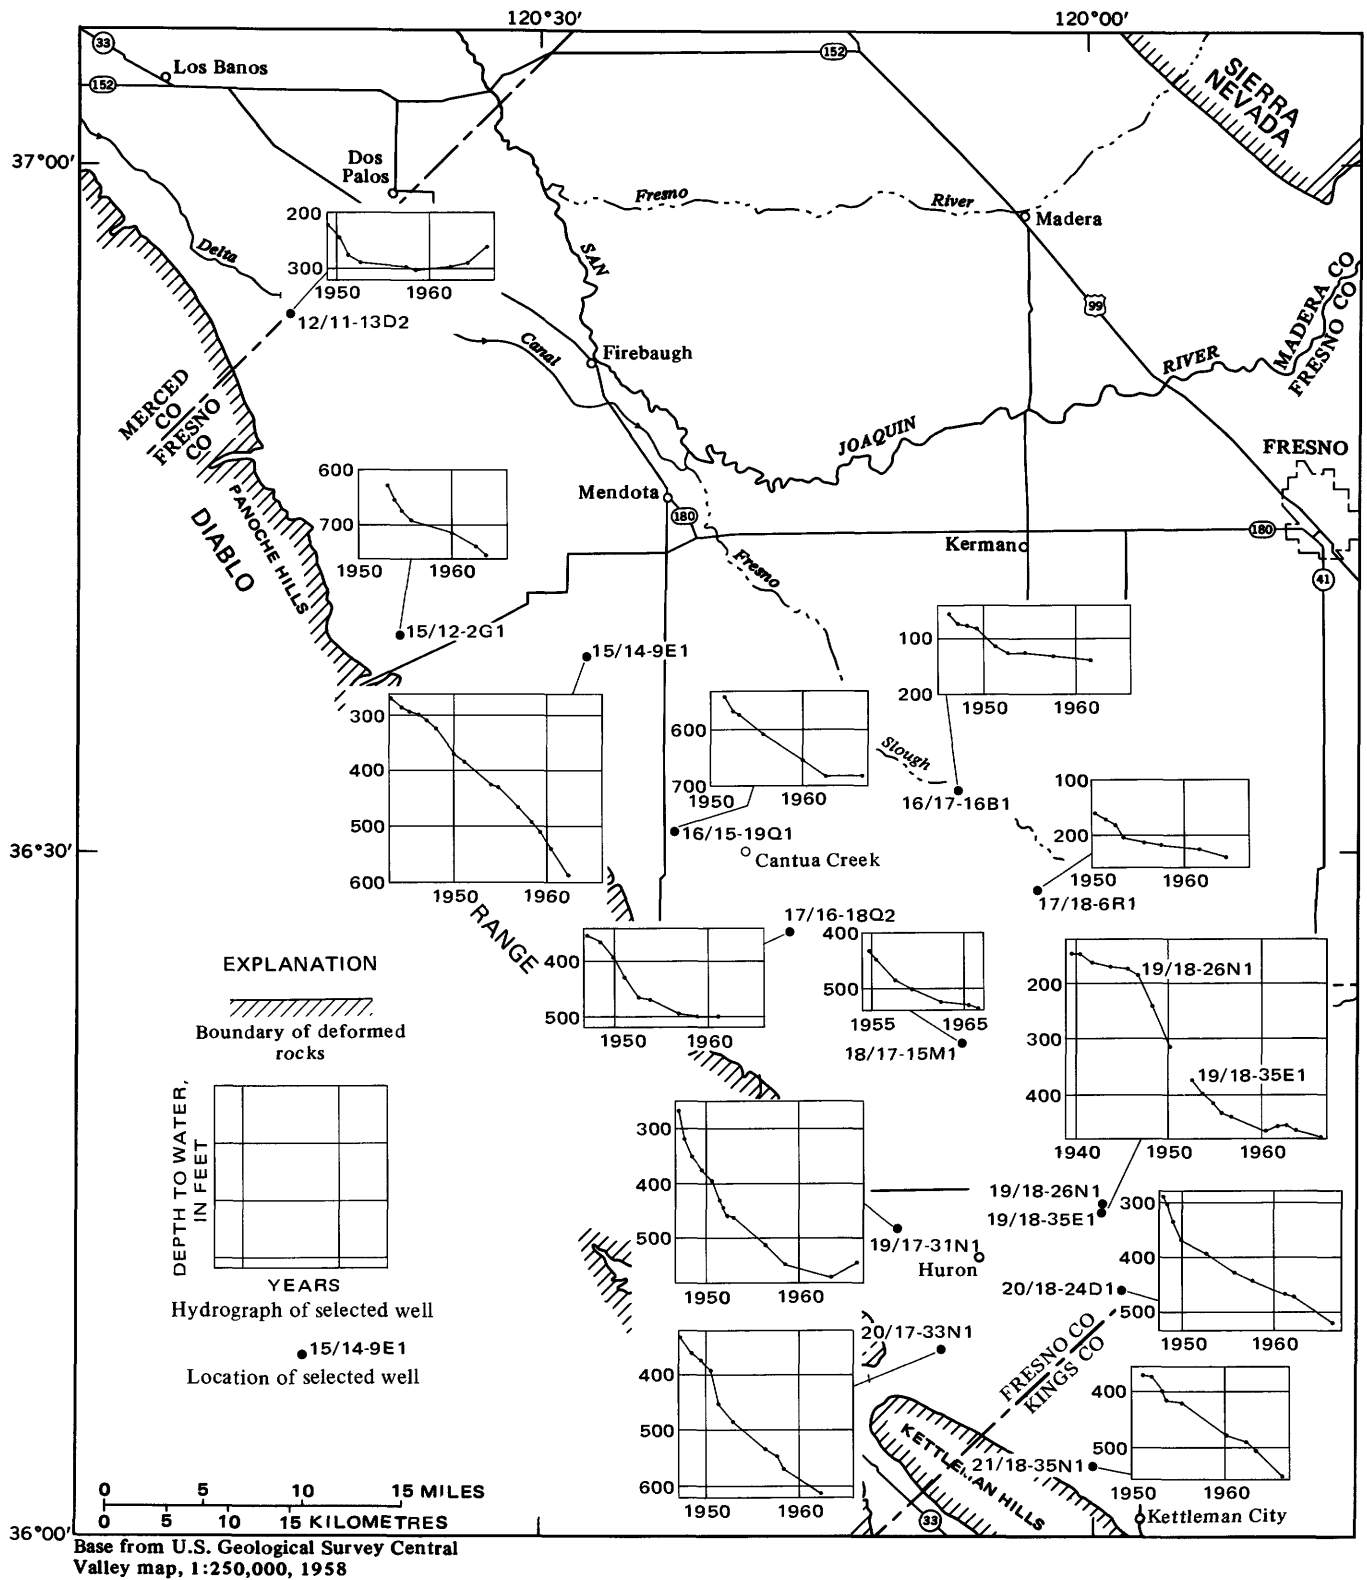 120°30'
120°00'
33
152
Los Banos
152
SIERRA
NEVADA
37°00'
Dos
Palos
Fresno
River
Madera
200
300
1950
1960
Delta
SAN
MADERA CO
FRESNO CO
99
12/11-13D2
Canal
Firebaugh
RIVER
MERCED
CO
FRESNO
CO
JOAQUIN
FRESNO
600
700
1950
1960
PANOCHE HILLS
DIABLO
Mendota
180
180
Kerman
Fresno
41
15/12-2G1
15/14-9E1
100
200
1950
1960
300
400
500
600
1950
1960
600
700
1950
1960
Slough
16/17-16B1
100
200
1950
1960
36°30'
16/15-19Q1
Cantua Creek
17/18-6R1
RANGE
17/16-18Q2
400
500
1950
1960
400
500
1955
1965
18/17-15M1
19/18-26N1
200
300
19/18-35E1
400
1940
1950
1960
EXPLANATION
Boundary of deformed
rocks
DEPTH TO WATER,
IN FEET
YEARS
Hydrograph of selected well
15/14-9E1
Location of selected well
300
400
500
1950
1960
19/18-26N1
19/18-35E1
19/17-31N1
Huron
300
400
500
1950
1960
20/18-24D1
20/17-33N1
FRESNO CO
KINGS CO
400
500
600
1950
1960
400
500
1950
1960
KETTLEMAN HILLS
21/18-35N1
33
Kettleman City
0 5 10 15 MILES
0 5 10 15 KILOMETRES
36°00'
Base from U.S. Geological Survey Central
Valley map, 1:250,000, 1958